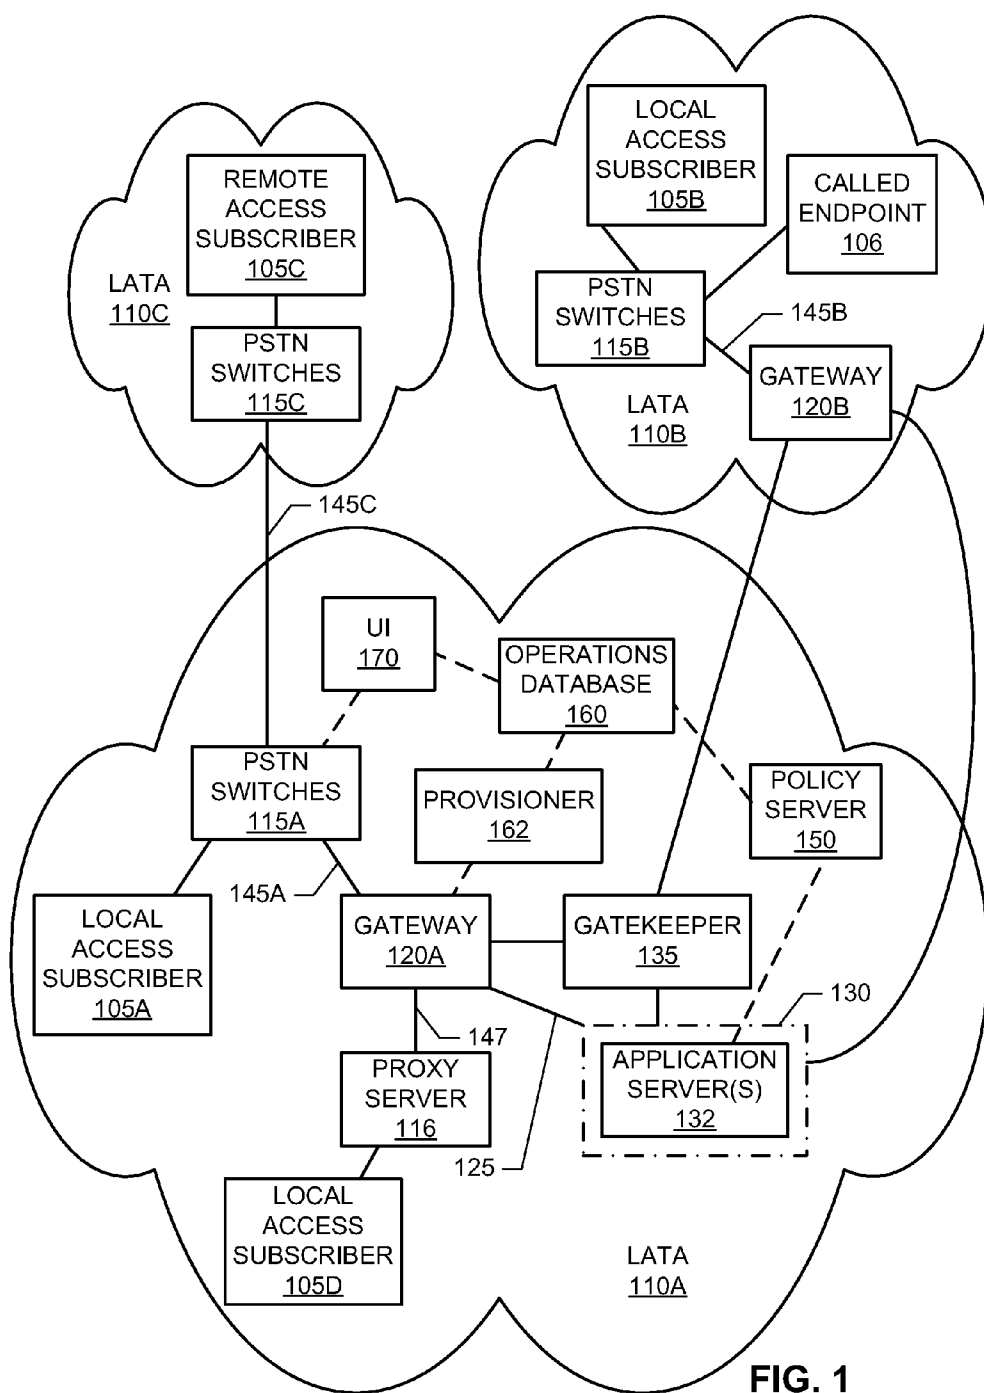 LOCAL
ACCESS
SUBSCRIBER
105B
CALLED
ENDPOINT
106
REMOTE
ACCESS
SUBSCRIBER
105C
LATA
110C
PSTN
SWITCHES
115C
PSTN
SWITCHES
115B
145B
GATEWAY
120B
LATA
110B
145C
UI
170
OPERATIONS
DATABASE
160
PSTN
SWITCHES
115A
PROVISIONER
162
POLICY
SERVER
150
145A
LOCAL
ACCESS
SUBSCRIBER
105A
GATEWAY
120A
GATEKEEPER
135
130
147
PROXY
SERVER
116
APPLICATION
SERVER(S)
132
125
LOCAL
ACCESS
SUBSCRIBER
105D
LATA
110A
FIG. 1